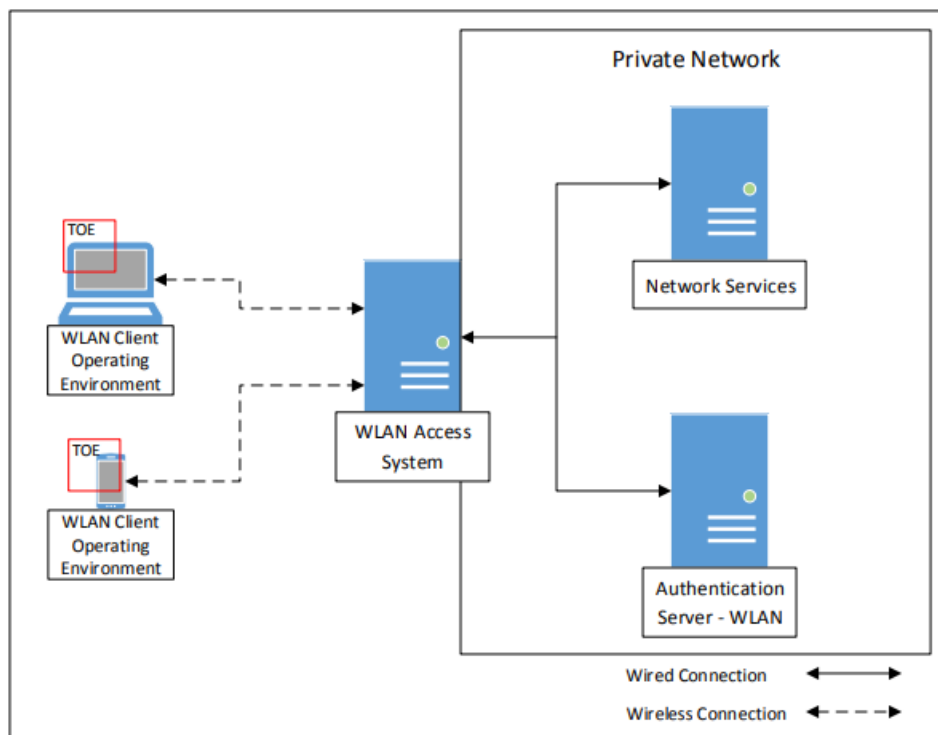 Private Network
TOE
WLAN Client
Operating
Environment
Network Services
WLAN Access
System
TOE
WLAN Client
Operating
Environment
Authentication
Server - WLAN
Wired Connection
Wireless Connection